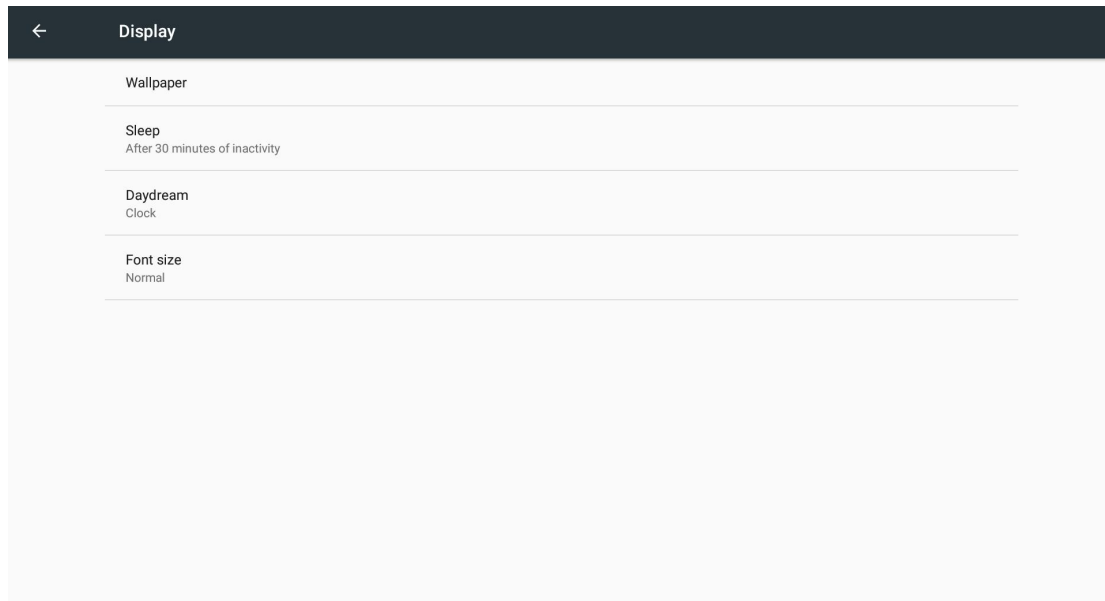 Display
Wallpaper
Sleep
After 30 minutes of inactivity
Daydream
Clock
Font size
Normal